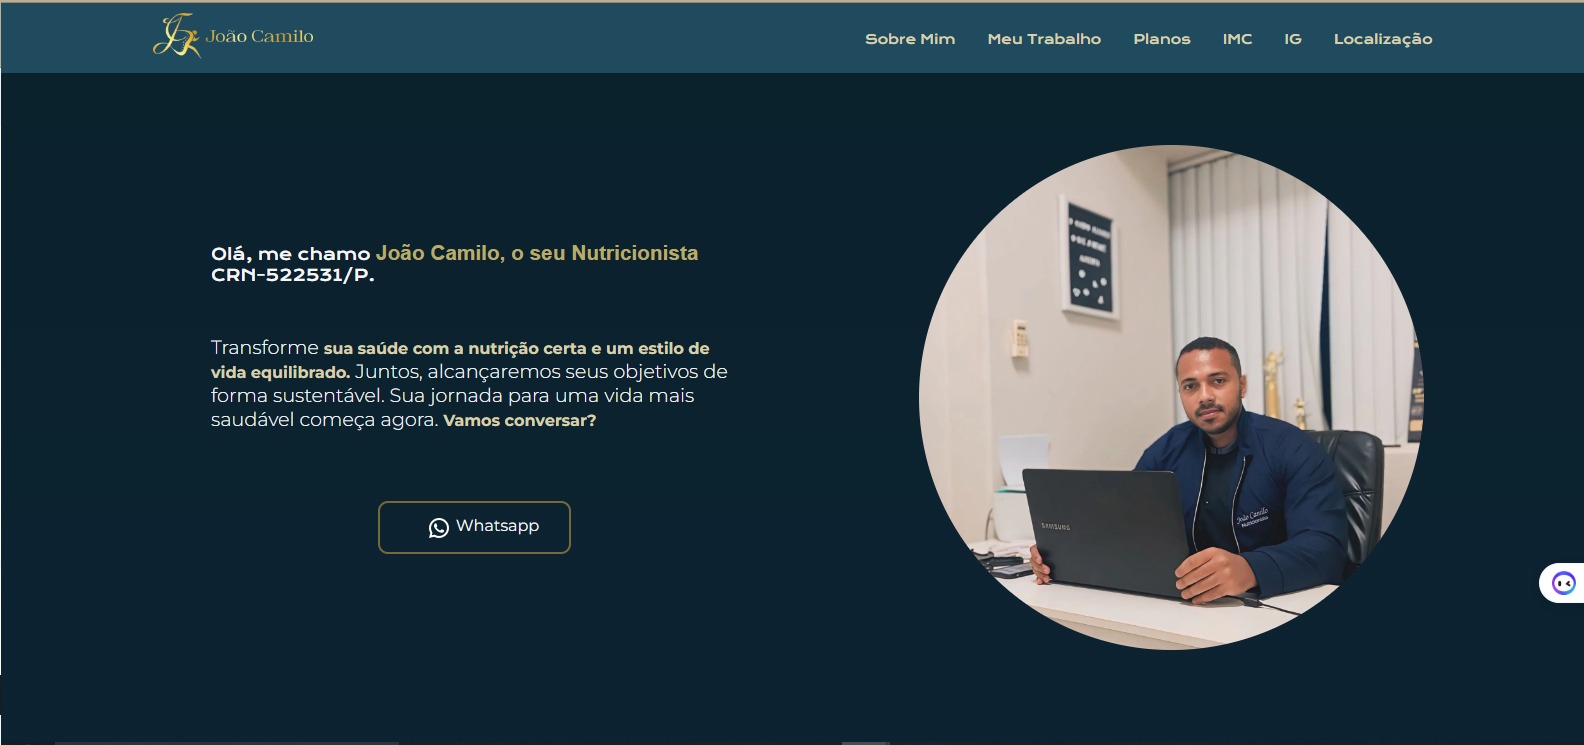 João Camilo
Sobre Mim Meu Trabalho Planos IMC IG Localização
Olá, me chamo João Camilo, o seu Nutricionista
CRN-522531/P.
Transforme sua saúde com a nutrição certa e um estilo de
vida equilibrado. Juntos, alcançaremos seus objetivos de
forma sustentável. Sua jornada para uma vida mais
saudável começa agora. Vamos conversar?
Whatsapp
SAMSUNG
João Camilo
Nutricionista